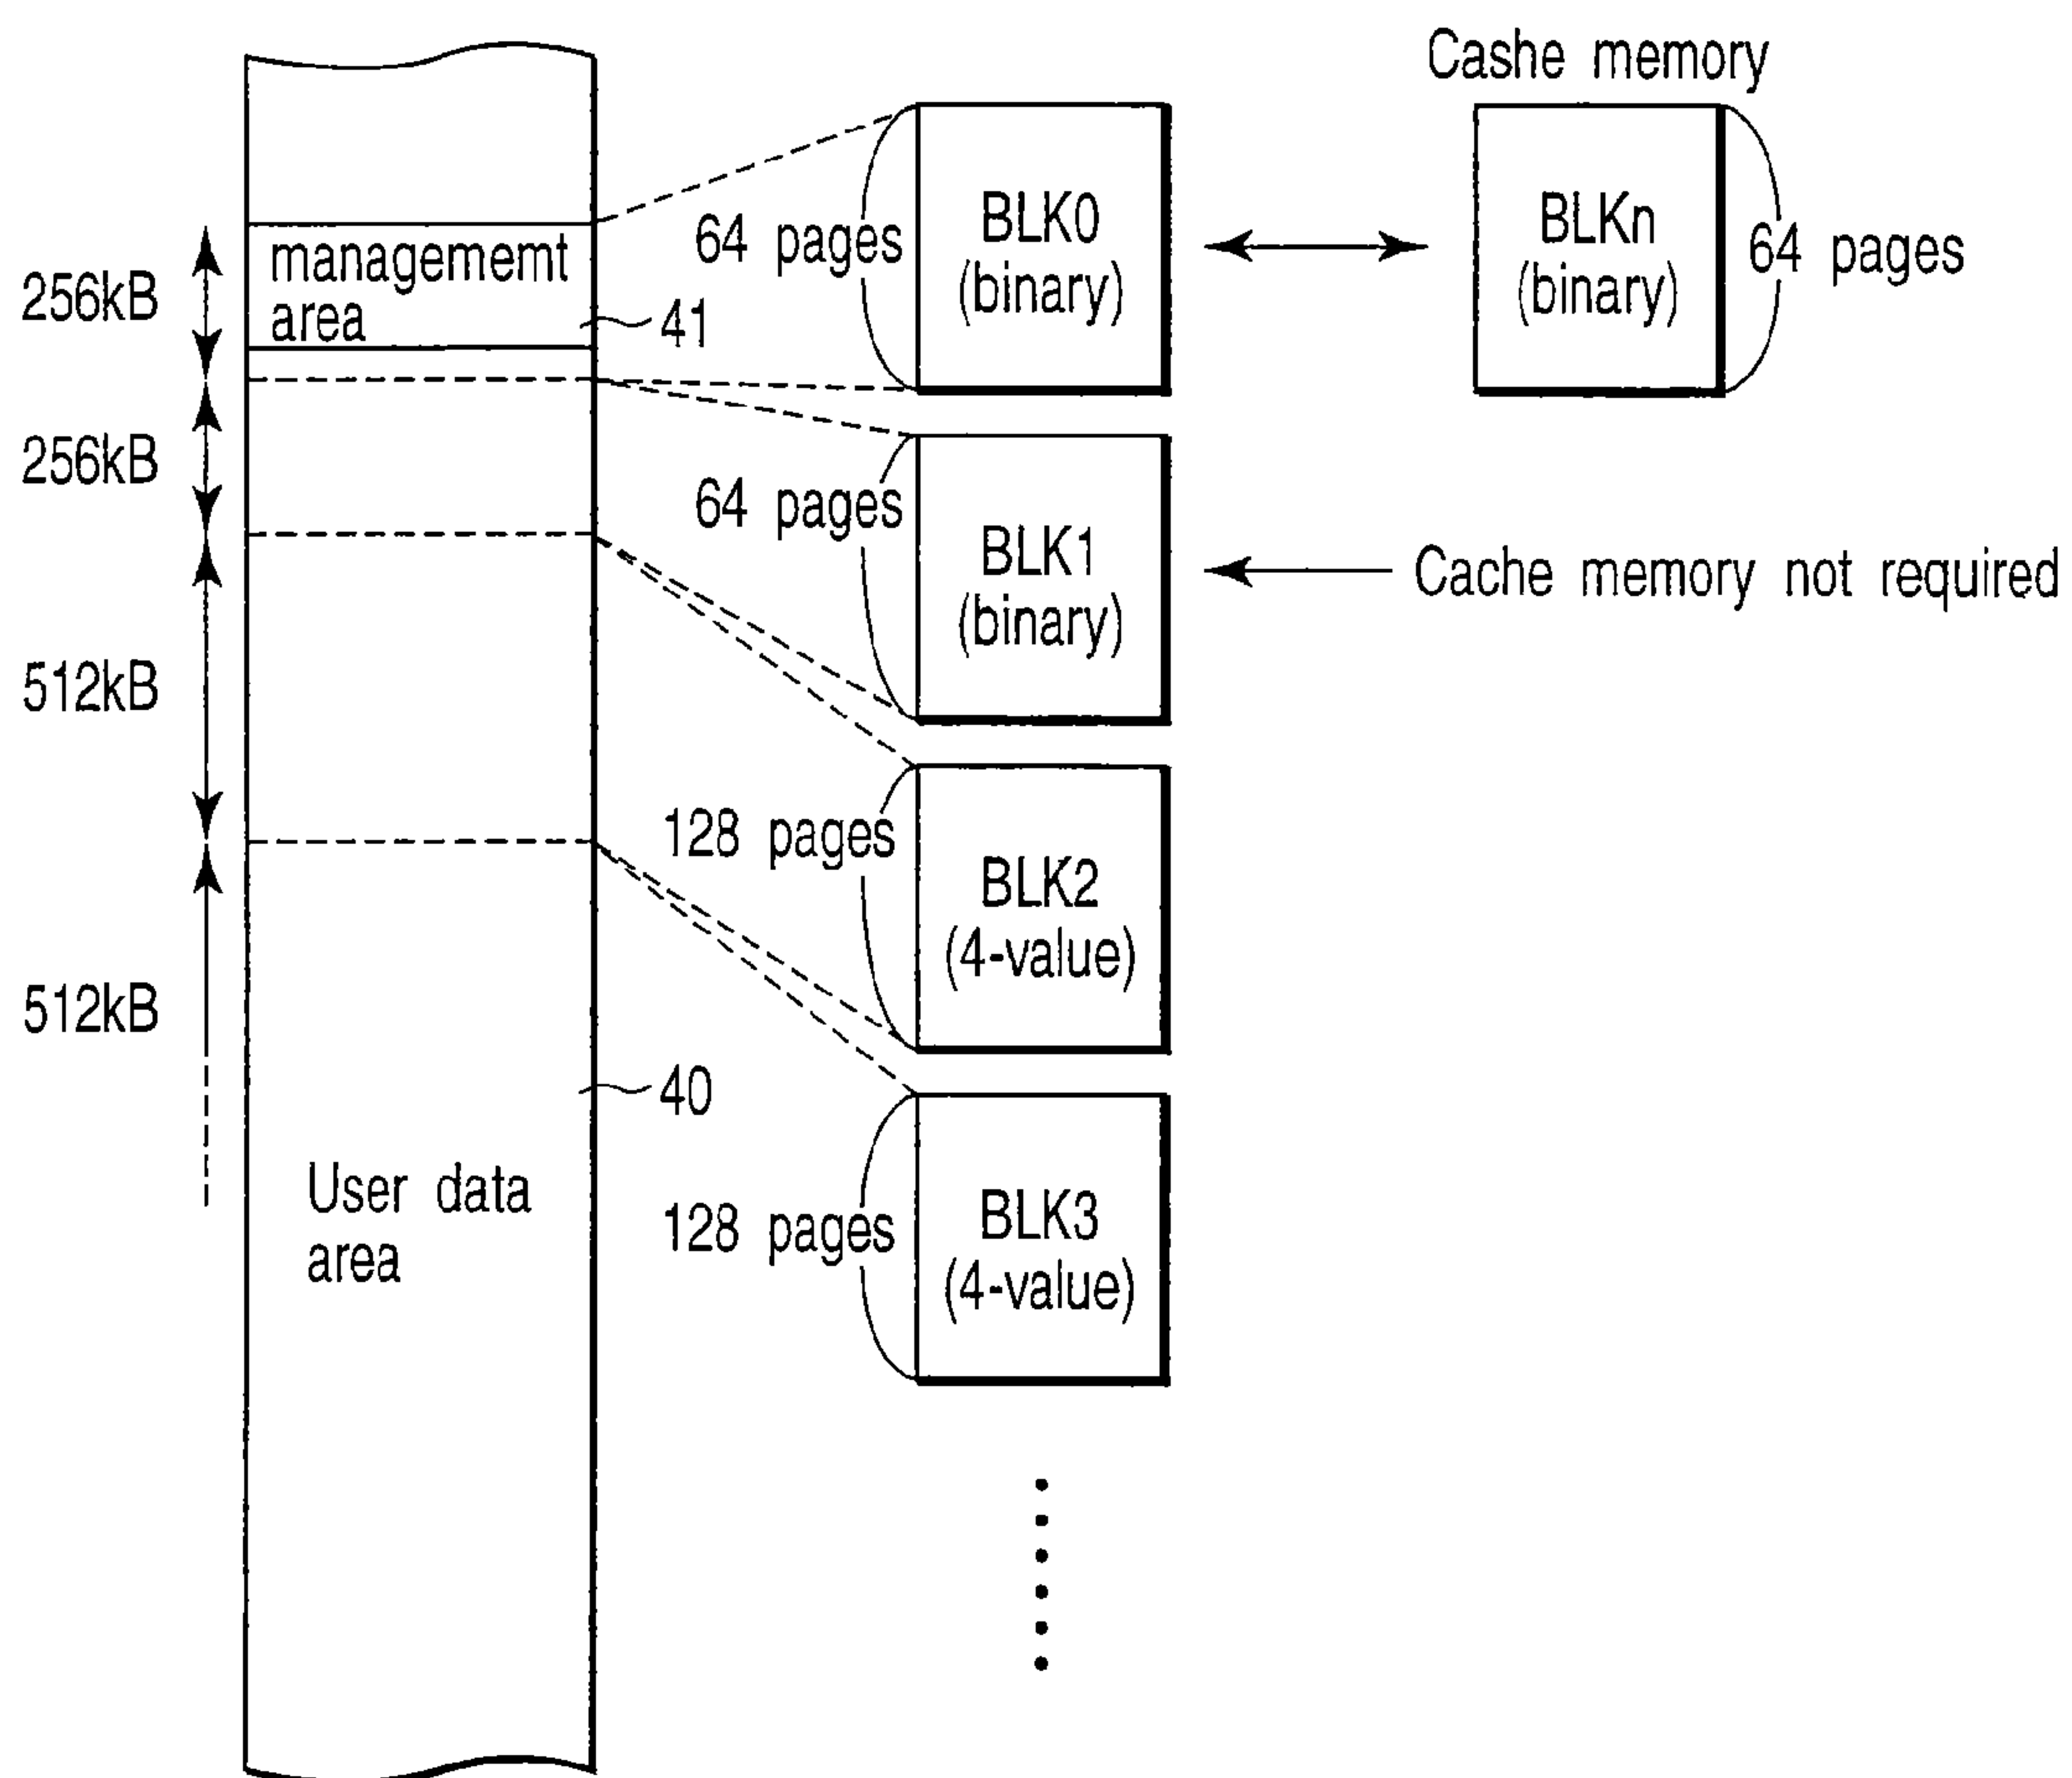 Cashe memory
256kB
managememt
area
41
64 pages
BLK0
(binary)
BLKn
(binary)
64 pages
256kB
64 pages
BLK1
(binary)
Cache memory not required
512kB
128 pages
BLK2
(4-value)
512kB
40
User data
area
128 pages
BLK3
(4-value)